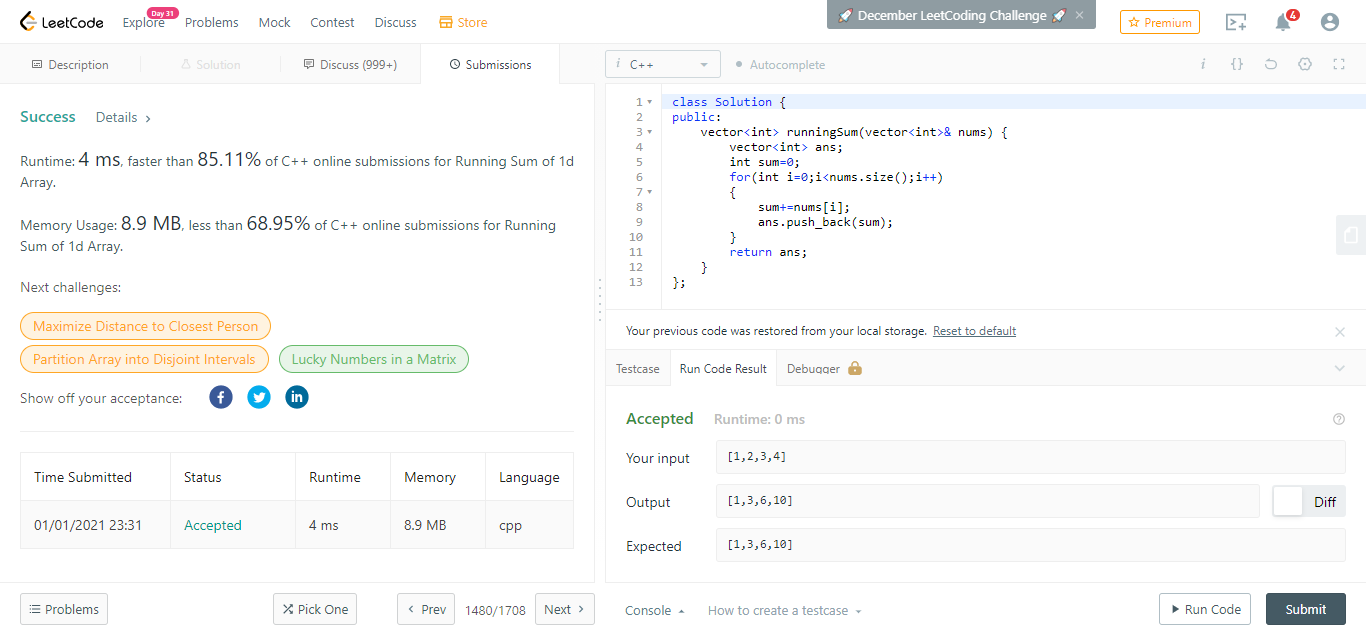 LeetCode
Explore
Day 31
Problems
Mock
Contest
Discuss
Store
🚀 December LeetCoding Challenge 🚀 ×
Premium
4
Description
Solution
Discuss (999+)
Submissions
i C++
Autocomplete
Success
Details
Runtime: 4 ms, faster than 85.11% of C++ online submissions for Running Sum of 1d
Array.
Memory Usage: 8.9 MB, less than 68.95% of C++ online submissions for Running
Sum of 1d Array.
Next challenges:
Maximize Distance to Closest Person
Partition Array into Disjoint Intervals
Lucky Numbers in a Matrix
Show off your acceptance:
Time Submitted Status Runtime Memory Language
01/01/2021 23:31 Accepted 4 ms 8.9 MB cpp
Problems
Pick One
Prev
1480/1708
Next
1 class Solution {
2 public:
3     vector<int> runningSum(vector<int>& nums) {
4         vector<int> ans;
5         int sum=0;
6         for(int i=0;i<nums.size();i++)
7         {
8             sum+=nums[i];
9             ans.push_back(sum);
10         }
11         return ans;
12     }
13 };
Your previous code was restored from your local storage. Reset to default
Testcase
Run Code Result
Debugger
Accepted Runtime: 0 ms
Your input [1,2,3,4]
Output [1,3,6,10] Diff
Expected [1,3,6,10]
Console
How to create a testcase
Run Code
Submit